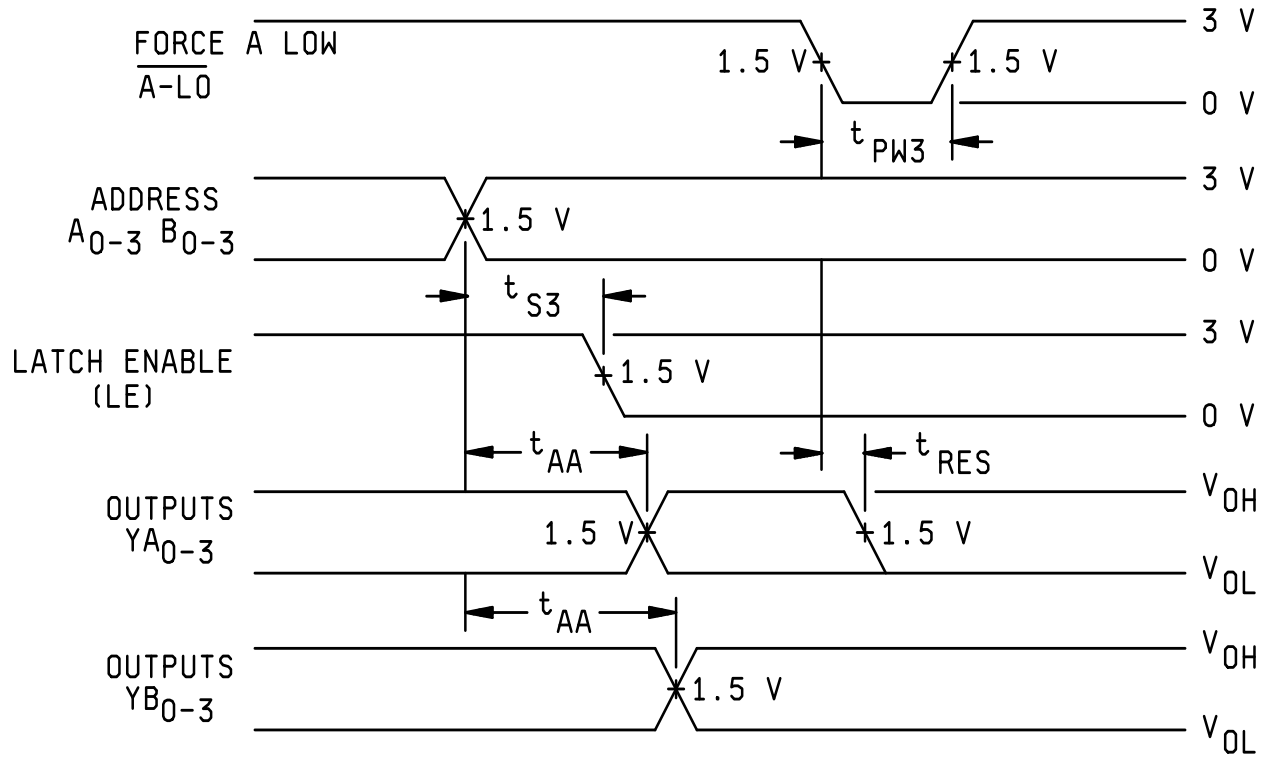 3 V
FORCE A LOW
A-LO
1.5 V
1.5 V
0 V
tPW3
3 V
ADDRESS
A0-3 B0-3
1.5 V
0 V
tS3
3 V
LATCH ENABLE
(LE)
1.5 V
0 V
tAA
tRES
VOH
OUTPUTS
YA0-3
1.5 V
1.5 V
VOL
tAA
VOH
OUTPUTS
YB0-3
1.5 V
VOL